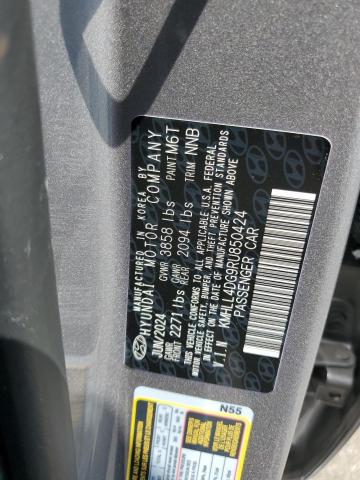 MANUFACTURED IN KOREA BY
HYUNDAI MOTOR COMPANY
JUN/2024 GVWR 3858 lbs PAINT M6T
GAWR FRONT 2271 lbs GAWR REAR 2094 lbs TRIM NNB
THIS VEHICLE CONFORMS TO ALL APPLICABLE U.S.A. FEDERAL
MOTOR VEHICLE SAFETY, BUMPER, AND THEFT PREVENTION STANDARDS
IN EFFECT ON THE DATE OF MANUFACTURE SHOWN ABOVE
V.I.N KMHLL4DG9RU850424
PASSENGER CAR
N55